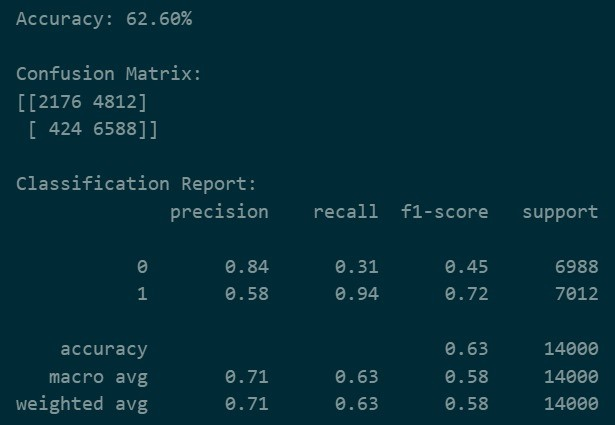 Accuracy: 62.60%
Confusion Matrix:
[[2176 4812]
[ 424 6588]]
Classification Report:
precision recall f1-score support
0 0.84 0.31 0.45 6988
1 0.58 0.94 0.72 7012
accuracy 0.63 14000
macro avg 0.71 0.63 0.58 14000
weighted avg 0.71 0.63 0.58 14000